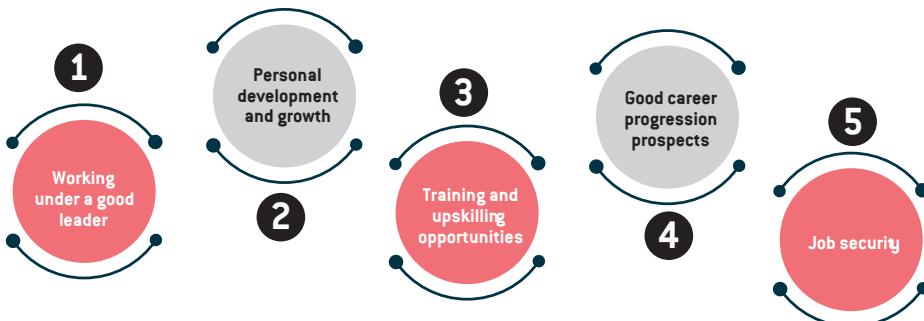 1
Working
under a good
leader
Personal
development
and growth
2
3
Training and
upskilling
opportunities
Good career
progression
prospects
4
5
Job security